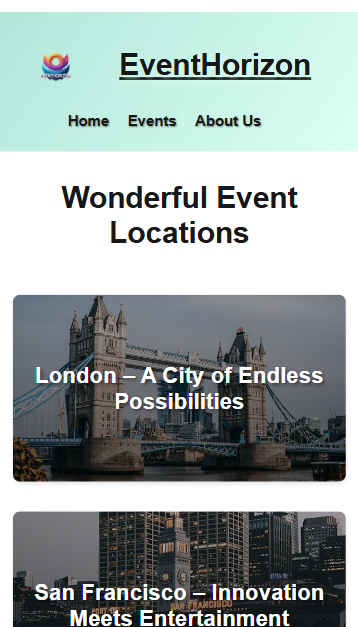 EventHorizon
Home Events About Us
Wonderful Event
Locations
London – A City of Endless
Possibilities
San Francisco – Innovation
Meets Entertainment